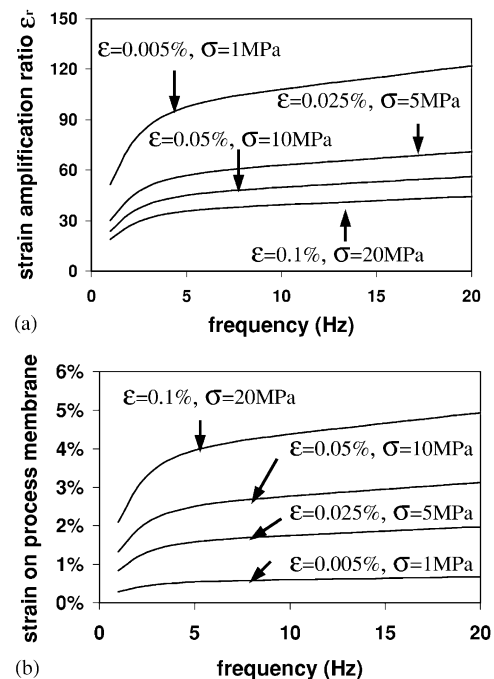 strain amplification ratio εr
150
120
90
60
30
0
ε=0.005%, σ=1MPa
ε=0.025%, σ=5MPa
ε=0.05%, σ=10MPa
ε=0.1%, σ=20MPa
0 5 10 15 20
(a)
frequency (Hz)
strain on process membrane
6%
5%
4%
3%
2%
1%
0%
ε=0.1%, σ=20MPa
ε=0.05%, σ=10MPa
ε=0.025%, σ=5MPa
ε=0.005%, σ=1MPa
0 5 10 15 20
(b)
frequency (Hz)